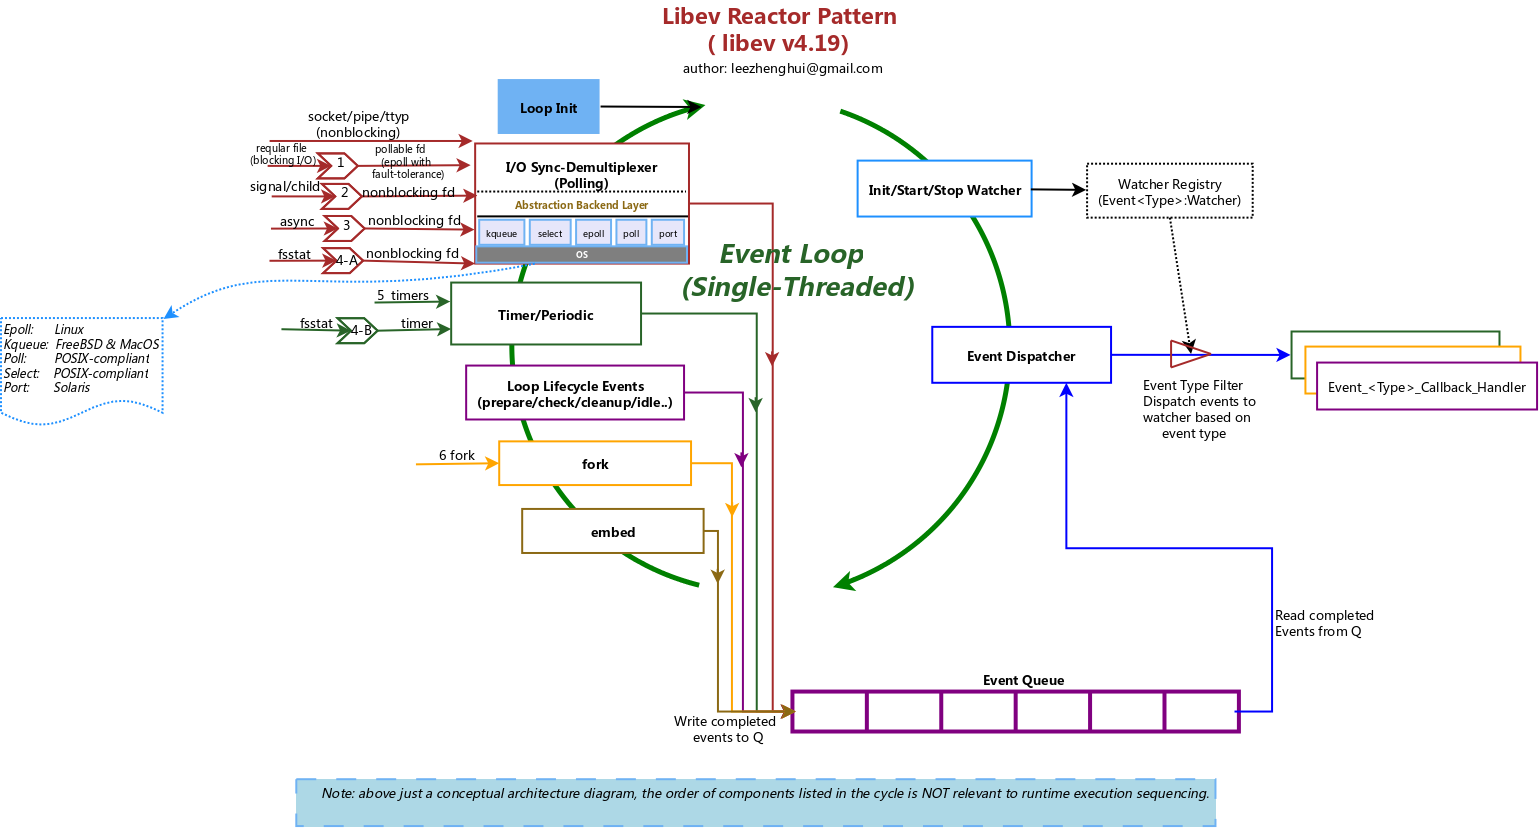 Libev Reactor Pattern
( libev v4.19)
author: leezhenghui@gmail.com
Loop Init
socket/pipe/ttyp
(nonblocking)
reqular file
(blocking I/O)
1
pollable fd
(epoll with
fault-tolerance)
signal/child
2
nonblocking fd
async
3
nonblocking fd
fsstat
4-A
nonblocking fd
I/O Sync-Demultiplexer
(Polling)
Abstraction Backend Layer
kqueue
select
epoll
poll
port
OS
Init/Start/Stop Watcher
Watcher Registry
(Event<Type>:Watcher)
Event Loop
(Single-Threaded)
5 timers
fsstat
4-B
timer
Timer/Periodic
Epoll: Linux
Kqueue: FreeBSD & MacOS
Poll: POSIX-compliant
Select: POSIX-compliant
Port: Solaris
Event Dispatcher
Event Type Filter
Dispatch events to
watcher based on
event type
Event_<Type>_Callback_Handler
Loop Lifecycle Events
(prepare/check/cleanup/idle..)
6 fork
fork
embed
Read completed
Events from Q
Event Queue
Write completed
events to Q
Note: above just a conceptual architecture diagram, the order of components listed in the cycle is NOT relevant to runtime execution sequencing.